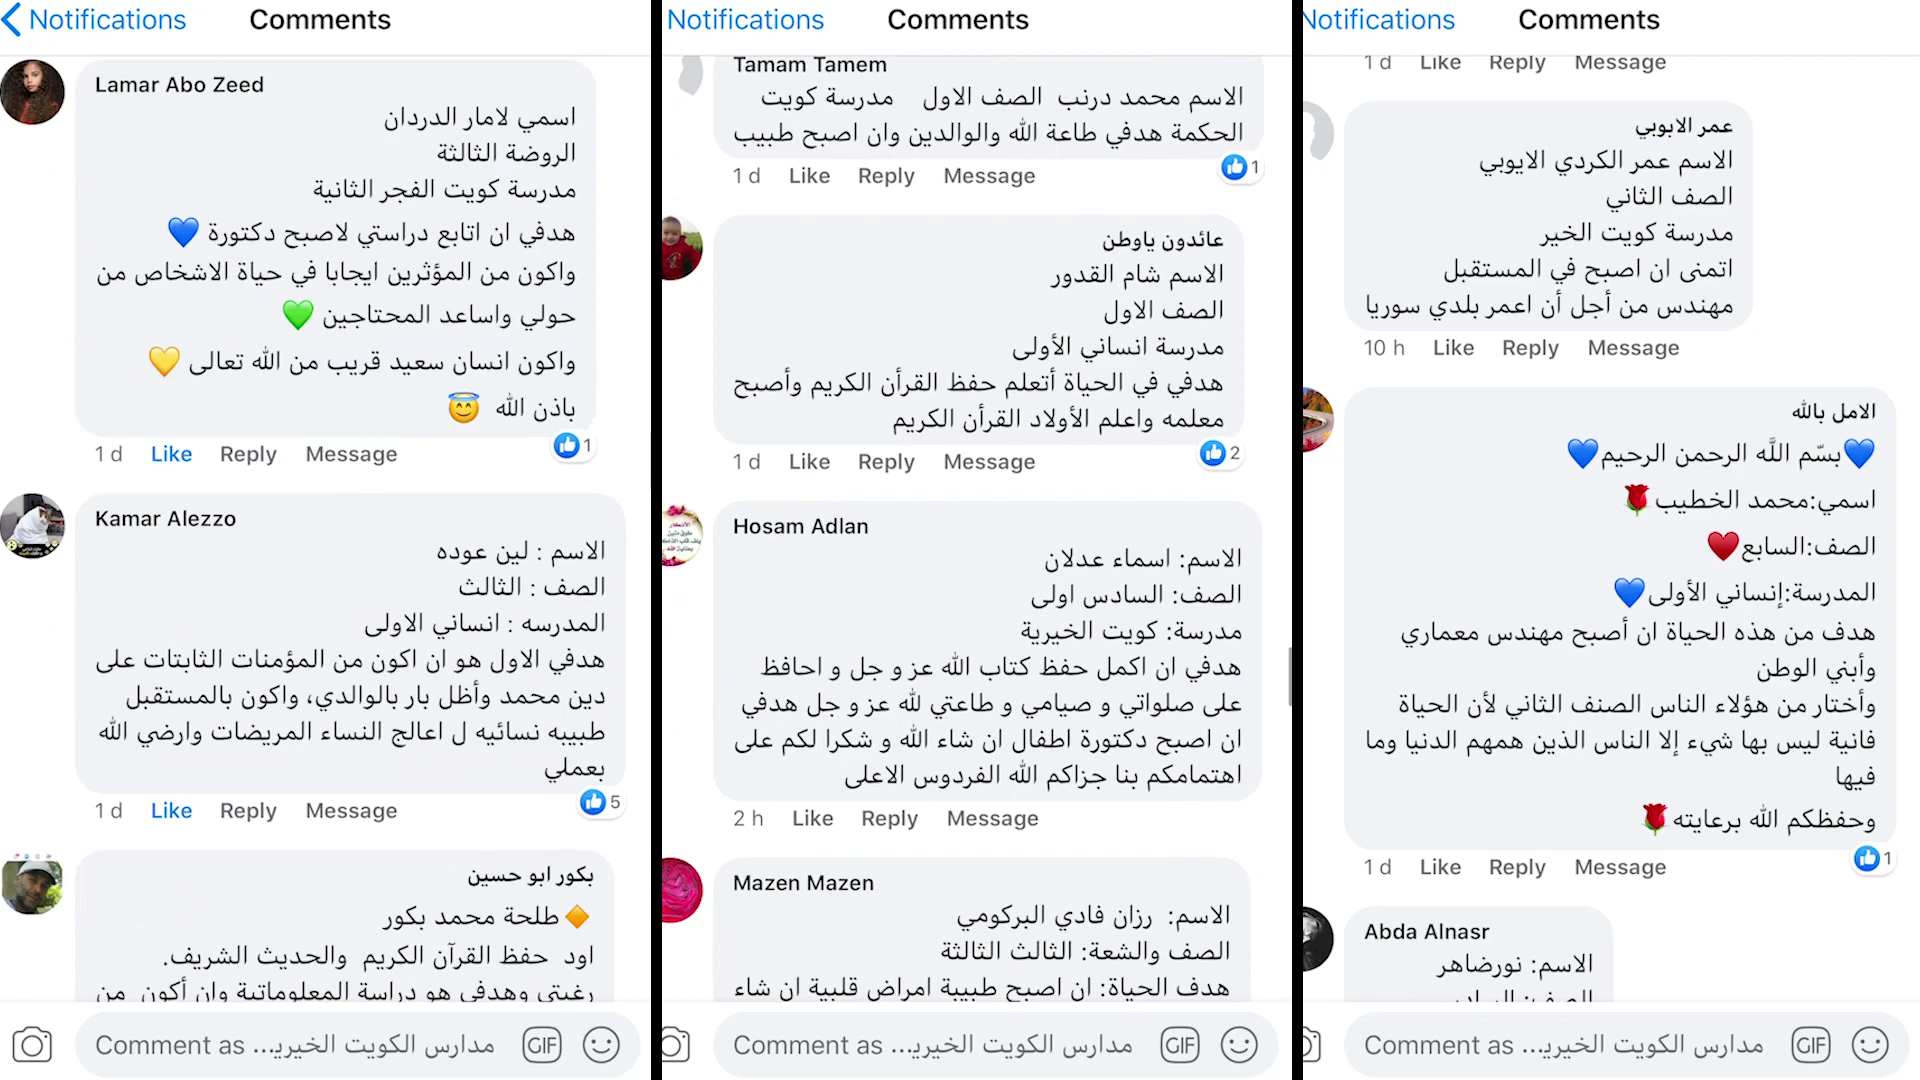 Notifications
Comments
Lamar Abo Zeed
اسمي لامار الدردان
الروضة الثالثة
مدرسة كويت الفجر الثانية
هدفي ان اتابع دراستي لاصبح دكتورة 💙
واكون من المؤثرين ايجابا في حياة الاشخاص من
حولي واساعد المحتاجين 💚
واكون انسان سعيد قريب من الله تعالى 💛
باذن الله 😇
1 d Like Reply Message 1
Kamar Alezzo
الاسم : لين عوده
الصف : الثالث
المدرسه : انساني الاولى
هدفي الاول هو ان اكون من المؤمنات الثابتات على
دين محمد وأظل بار بالوالدي، واكون بالمستقبل
طبيبه نسائيه ل اعالج النساء المريضات وارضي الله
بعملي
1 d Like Reply Message 5
بكور ابو حسين
🔶طلحة محمد بكور
اود حفظ القرآن الكريم والحديث الشريف.
رغبتي وهدفي هو دراسة المعلوماتية وان أكون من
Comment as مدارس الكويت الخيريـ...
GIF
Notifications
Comments
Tamam Tamem
الاسم محمد درنب الصف الاول مدرسة كويت
الحكمة هدفي طاعة الله والوالدين وان اصبح طبيب
1 d Like Reply Message 1
عائدون ياوطن
الاسم شام القدور
الصف الاول
مدرسة انساني الأولى
هدفي في الحياة أتعلم حفظ القرأن الكريم وأصبح
معلمه واعلم الأولاد القرأن الكريم
1 d Like Reply Message 2
Hosam Adlan
الاسم: اسماء عدلان
الصف: السادس اولى
مدرسة: كويت الخيرية
هدفي ان اكمل حفظ كتاب الله عز و جل و احافظ
على صلواتي و صيامي و طاعتي لله عز و جل هدفي
ان اصبح دكتورة اطفال ان شاء الله و شكرا لكم على
اهتمامكم بنا جزاكم الله الفردوس الاعلى
2 h Like Reply Message
Mazen Mazen
الاسم: رزان فادي البركومي
الصف والشعة: الثالث الثالثة
هدف الحياة: ان اصبح طبيبة امراض قلبية ان شاء
Comment as مدارس الكويت الخيريـ...
GIF
Notifications
Comments
1 d Like Reply Message
عمر الايوبي
الاسم عمر الكردي الايوبي
الصف الثاني
مدرسة كويت الخير
اتمنى ان اصبح في المستقبل
مهندس من أجل أن اعمر بلدي سوريا
10 h Like Reply Message
الامل بالله
💙بسّم اللَّه الرحمن الرحيم💙
اسمي:محمد الخطيب🌹
الصف:السابع♥️
المدرسة:إنساني الأولى💙
هدف من هذه الحياة ان أصبح مهندس معماري
وأبني الوطن
وأختار من هؤلاء الناس الصنف الثاني لأن الحياة
فانية ليس بها شيء إلا الناس الذين همهم الدنيا وما
فيها
وحفظكم الله برعايته🌹
1 d Like Reply Message 1
Abda Alnasr
الاسم: نورضاهر
Comment as مدارس الكويت الخيريـ...
GIF